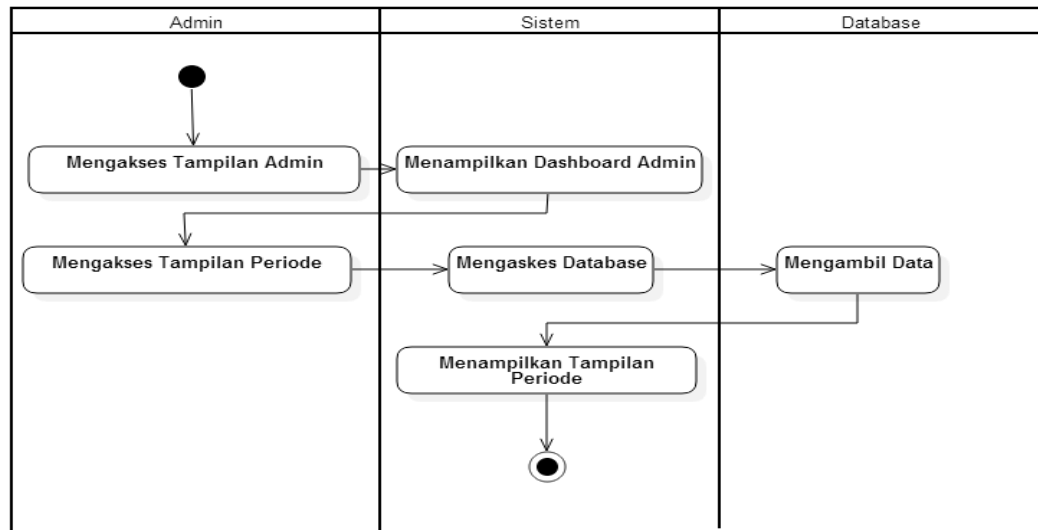 Admin
Sistem
Database
Mengakses Tampilan Admin
Menampilkan Dashboard Admin
Mengakses Tampilan Periode
Mengaskes Database
Mengambil Data
Menampilkan Tampilan
Periode